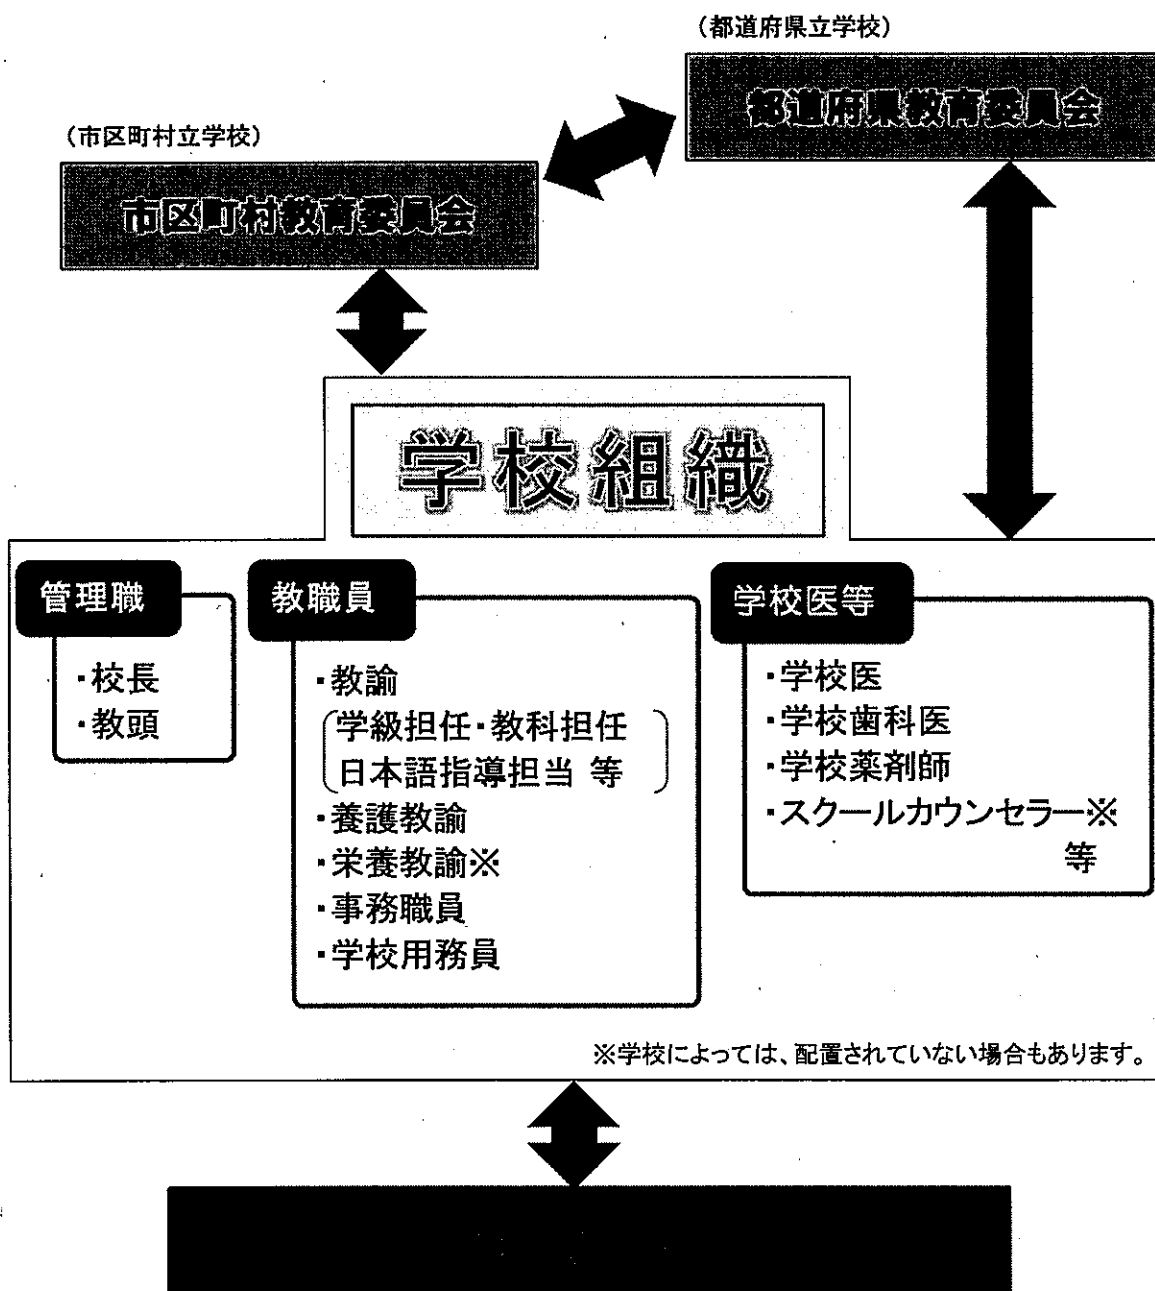 (都道府県立学校)
都道府県教育委員会
(市区町村立学校)
市区町村教育委員会
学校組織
管理職
・校長
・教頭
教職員
・教諭
学級担任・教科担任
日本語指導担当 等
・養護教諭
・栄養教諭※
・事務職員
・学校用務員
学校医等
・学校医
・学校歯科医
・学校薬剤師
・スクールカウンセラー※
等
※学校によっては、配置されていない場合もあります。